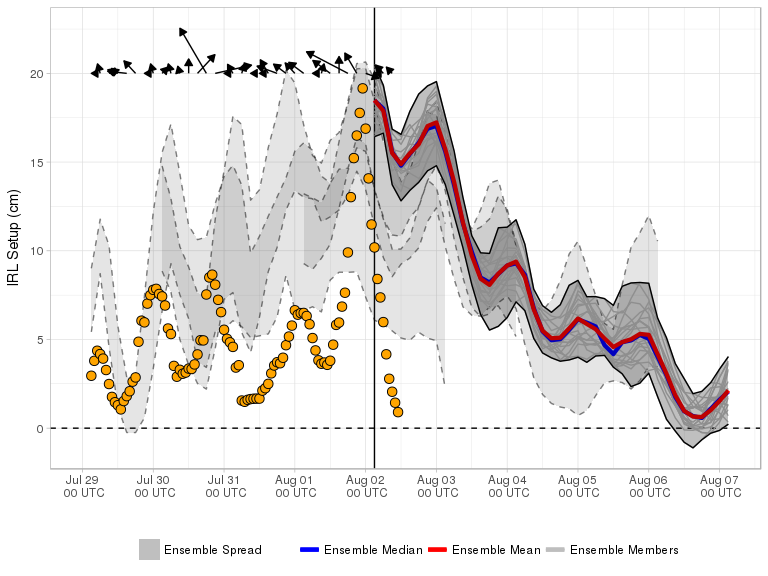 IRL Setup (cm)
20
15
10
5
0
Jul 29 Jul 30 Jul 31 Aug 01 Aug 02 Aug 03 Aug 04 Aug 05 Aug 06 Aug 07
00 UTC 00 UTC 00 UTC 00 UTC 00 UTC 00 UTC 00 UTC 00 UTC 00 UTC 00 UTC
Ensemble Spread Ensemble Median Ensemble Mean Ensemble Members